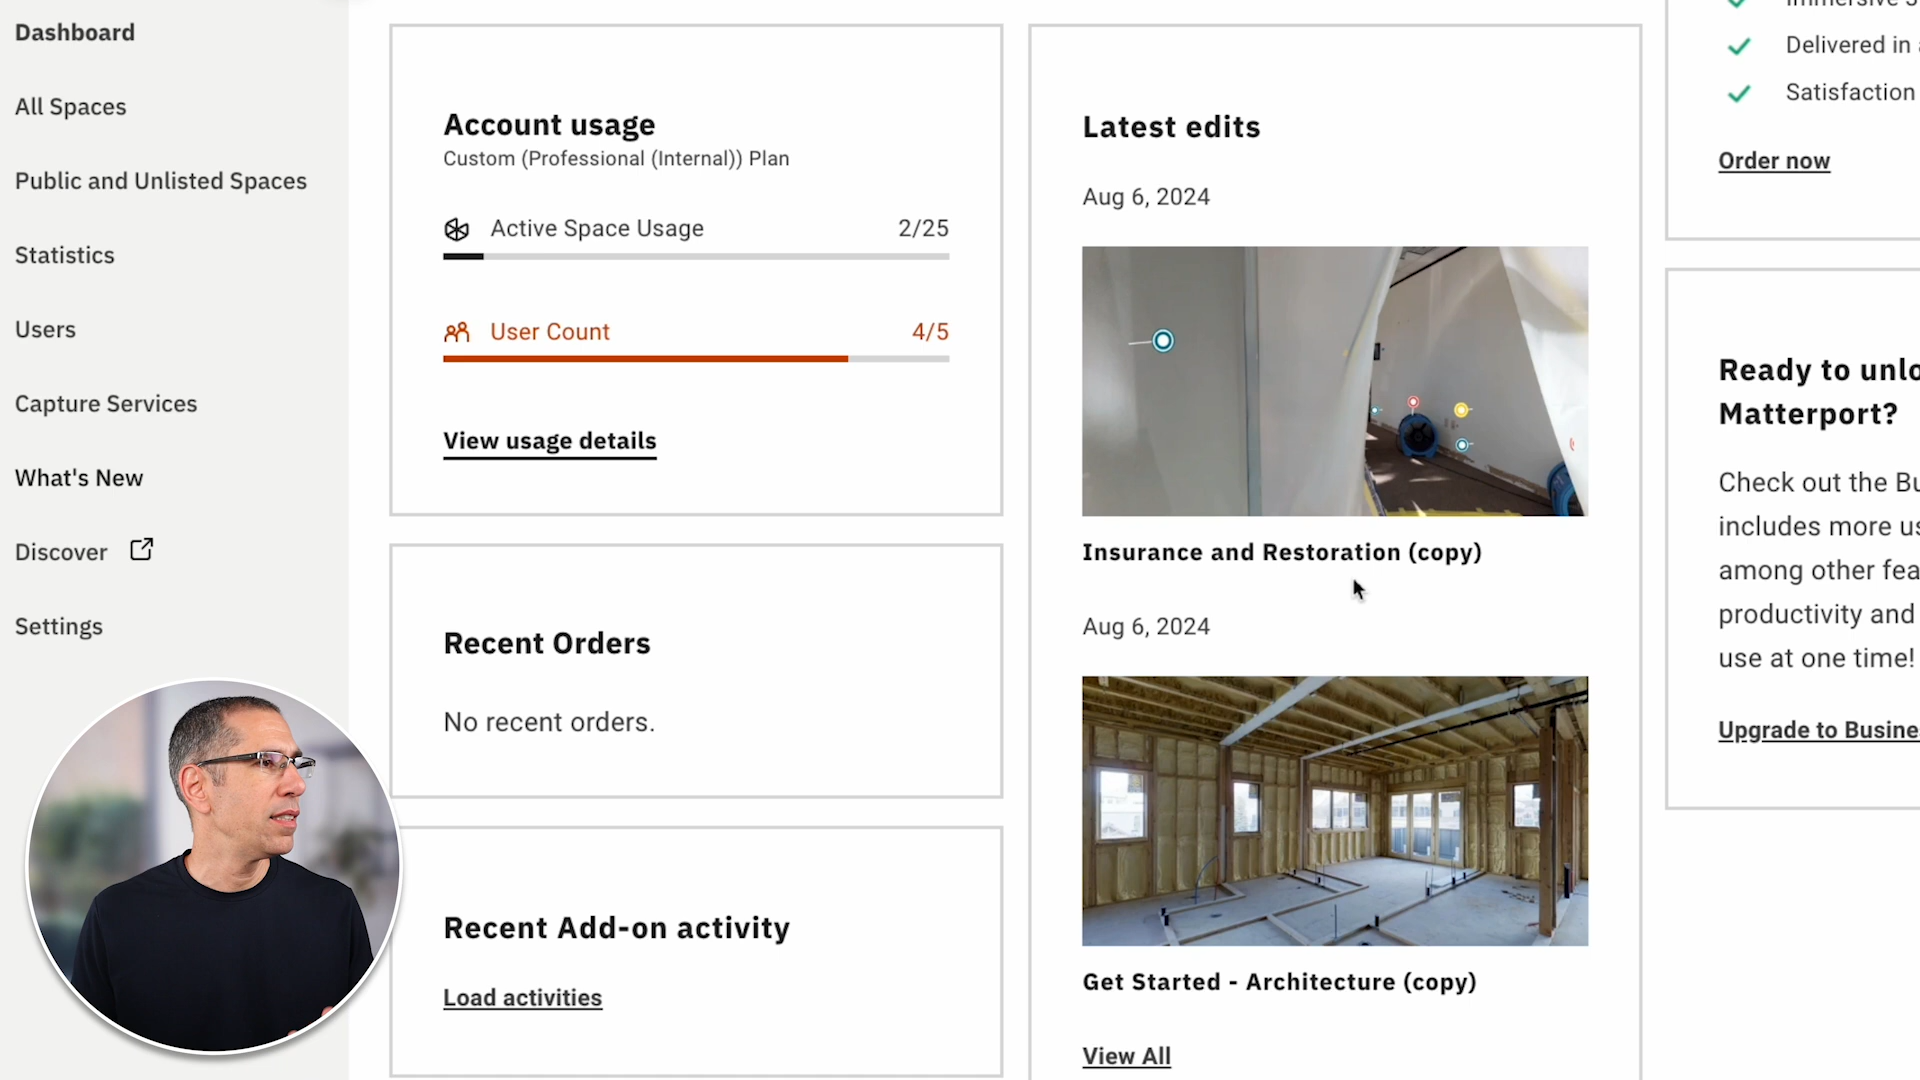 Dashboard
All Spaces
Public and Unlisted Spaces
Statistics
Users
Capture Services
What's New
Discover
Settings
Account usage
Custom (Professional (Internal)) Plan
Active Space Usage 2/25
User Count 4/5
View usage details
Recent Orders
No recent orders.
Recent Add-on activity
Load activities
Latest edits
Aug 6, 2024
Insurance and Restoration (copy)
Aug 6, 2024
Get Started - Architecture (copy)
View All
Delivered in
Satisfaction
Order now
Ready to unlo
Matterport?
Check out the Bu
includes more us
among other fea
productivity and
use at one time!
Upgrade to Busine